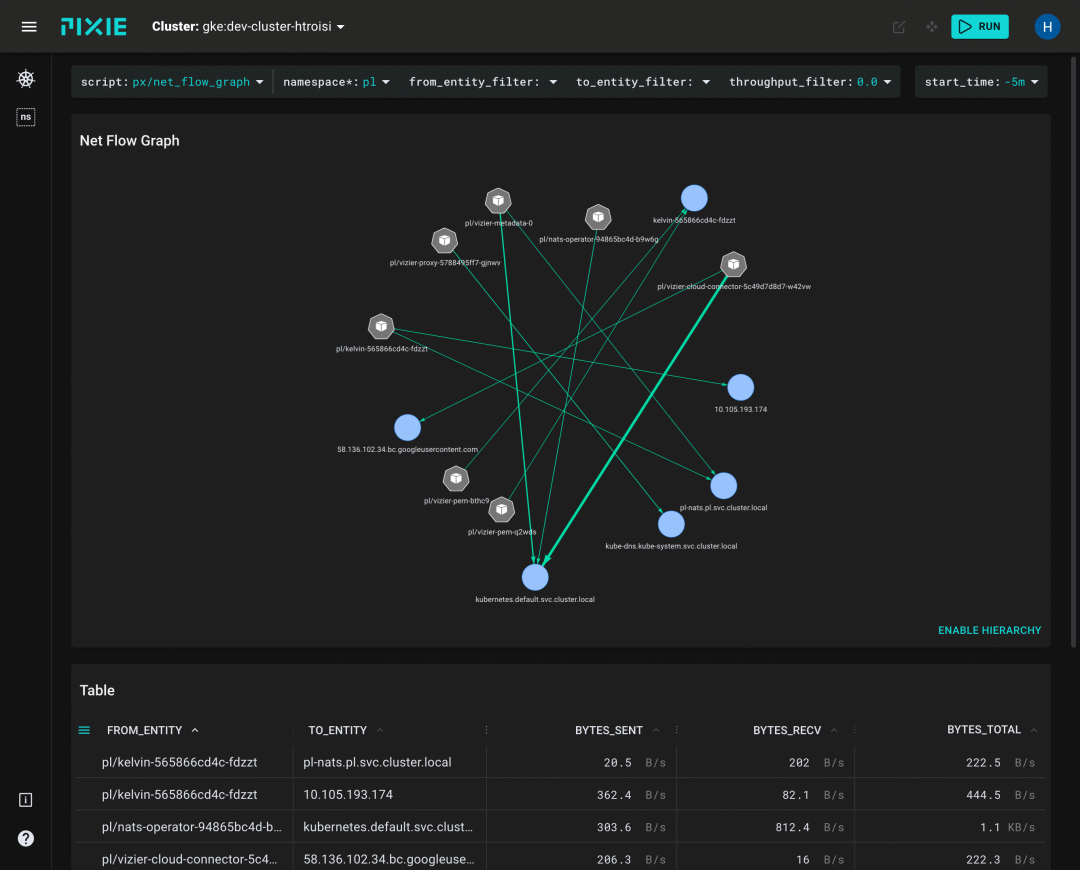 PIXIE
Cluster: gke:dev-cluster-htroisi
RUN
H
ns
script: px/net_flow_graph
namespace*: pl
from_entity_filter:
to_entity_filter:
throughput_filter: 0.0
start_time: -5m
Net Flow Graph
pl/vizier-metadata-0
kelvin-565866cd4c-fdzzt
pl/nats-operator-94865bc4d-b9w6g
pl/vizier-proxy-5788495ff7-gjnwv
pl/vizier-cloud-connector-5c49d7d8d7-w42vw
pl/kelvin-565866cd4c-fdzzt
10.105.193.174
58.136.102.34.bc.googleusercontent.com
pl/vizier-pem-bthc9
pl-nats.pl.svc.cluster.local
pl/vizier-pem-q2wds
kube-dns.kube-system.svc.cluster.local
kubernetes.default.svc.cluster.local
ENABLE HIERARCHY
Table
FROM_ENTITY TO_ENTITY BYTES_SENT BYTES_RECV BYTES_TOTAL
pl/kelvin-565866cd4c-fdzzt pl-nats.pl.svc.cluster.local 20.5 B/s 202 B/s 222.5 B/s
pl/kelvin-565866cd4c-fdzzt 10.105.193.174 362.4 B/s 82.1 B/s 444.5 B/s
pl/nats-operator-94865bc4d-b... kubernetes.default.svc.clust... 303.6 B/s 812.4 B/s 1.1 KB/s
pl/vizier-cloud-connector-5c4... 58.136.102.34.bc.googleuse... 206.3 B/s 16 B/s 222.3 B/s